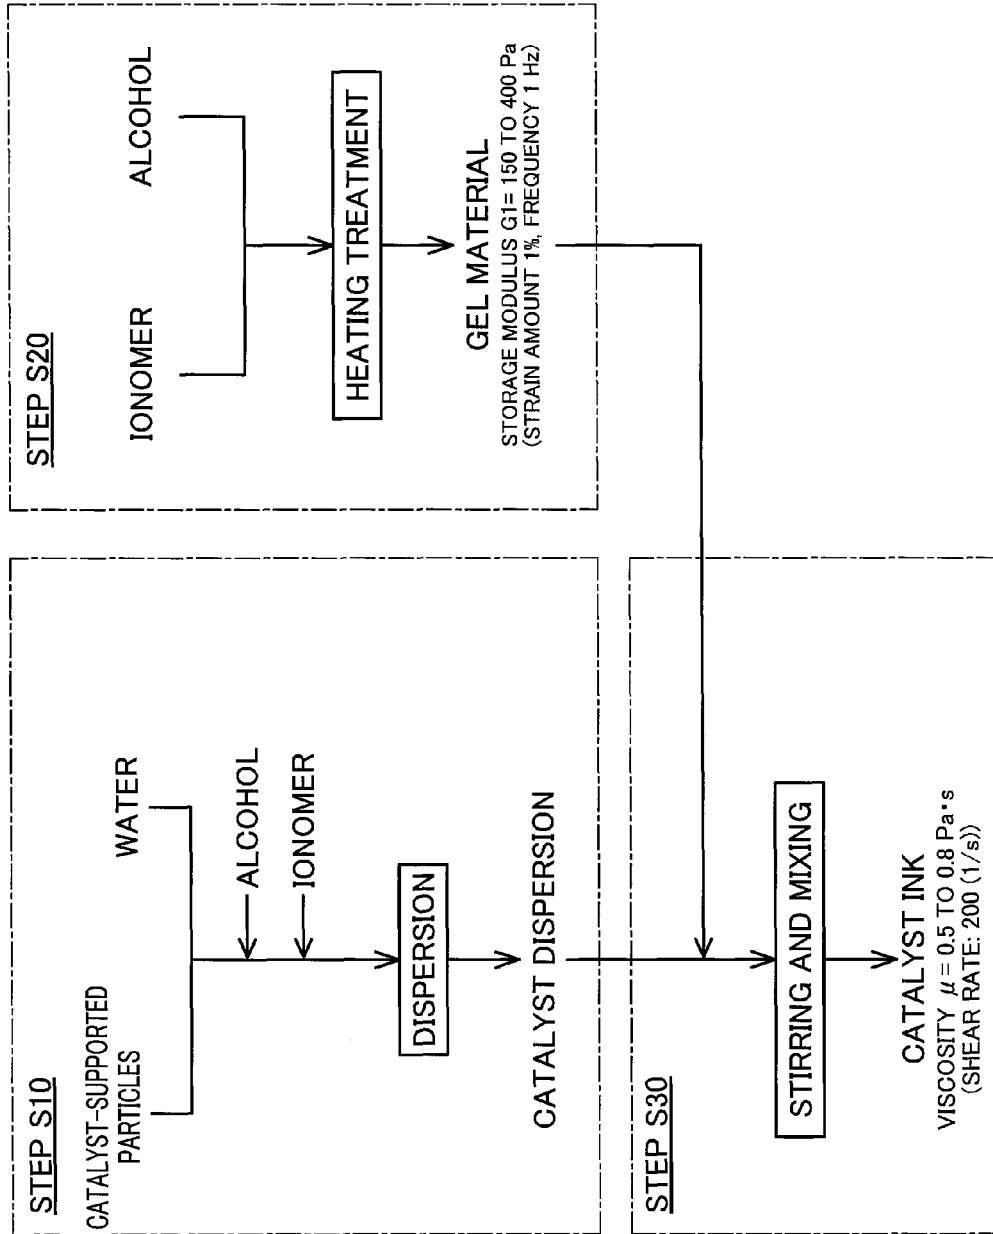 STEP S10
CATALYST-SUPPORTED
PARTICLES
WATER
ALCOHOL
IONOMER
DISPERSION
CATALYST DISPERSION
STEP S20
IONOMER
ALCOHOL
HEATING TREATMENT
GEL MATERIAL
STORAGE MODULUS G1= 150 TO 400 Pa
(STRAIN AMOUNT 1%, FREQUENCY 1 Hz)
STEP S30
STIRRING AND MIXING
CATALYST INK
VISCOSITY μ = 0.5 TO 0.8 Pa·s
(SHEAR RATE: 200 (1/s))